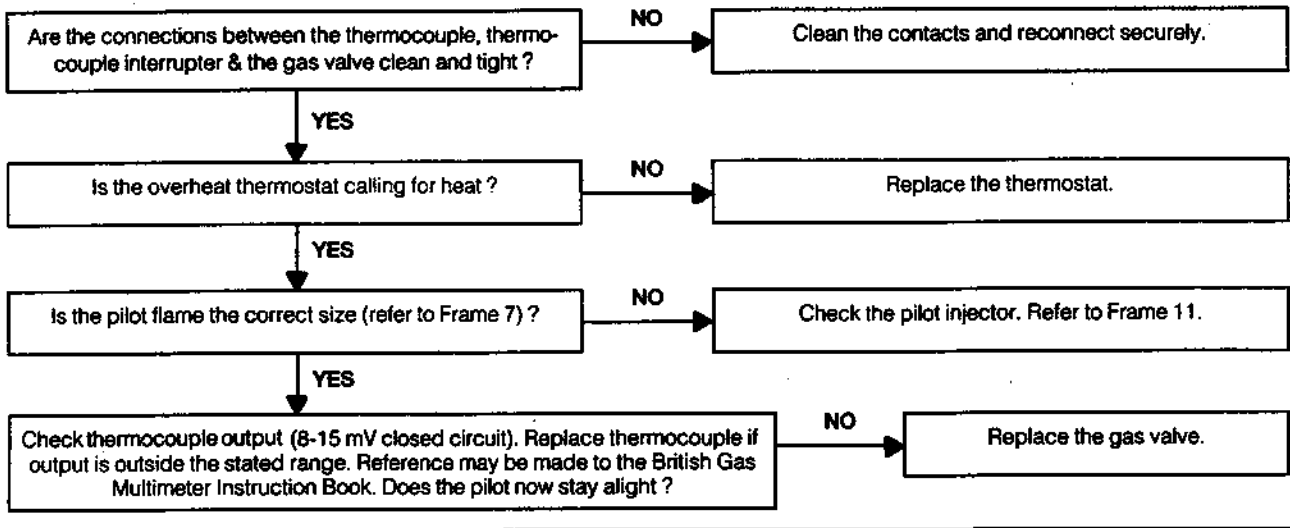 Are the connections between the thermocouple, thermo-
couple interrupter & the gas valve clean and tight ?
NO
Clean the contacts and reconnect securely.
YES
Is the overheat thermostat calling for heat ?
NO
Replace the thermostat.
YES
Is the pilot flame the correct size (refer to Frame 7) ?
NO
Check the pilot injector. Refer to Frame 11.
YES
Check thermocouple output (8-15 mV closed circuit). Replace thermocouple if
output is outside the stated range. Reference may be made to the British Gas
Multimeter Instruction Book. Does the pilot now stay alight ?
NO
Replace the gas valve.